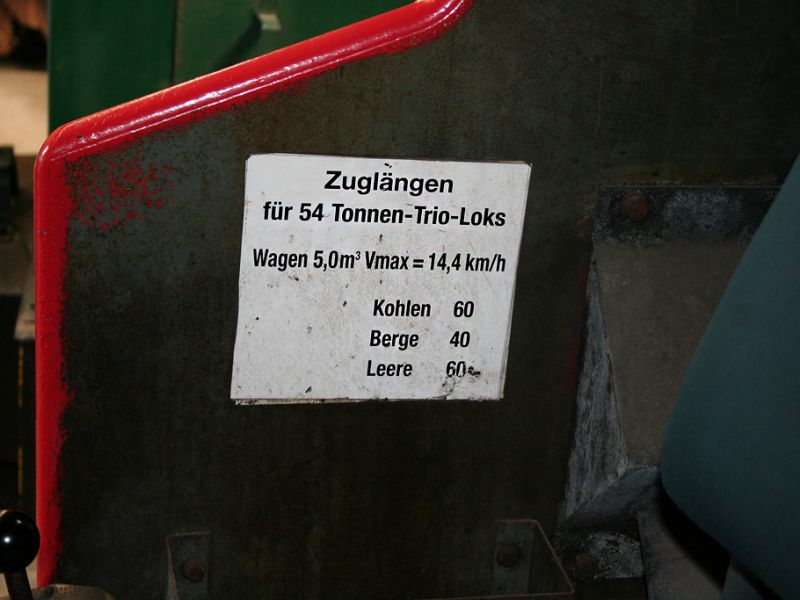 Zuglängen
für 54 Tonnen-Trio-Loks
Wagen 5,0m³ Vmax = 14,4 km/h
Kohlen 60
Berge 40
Leere 60